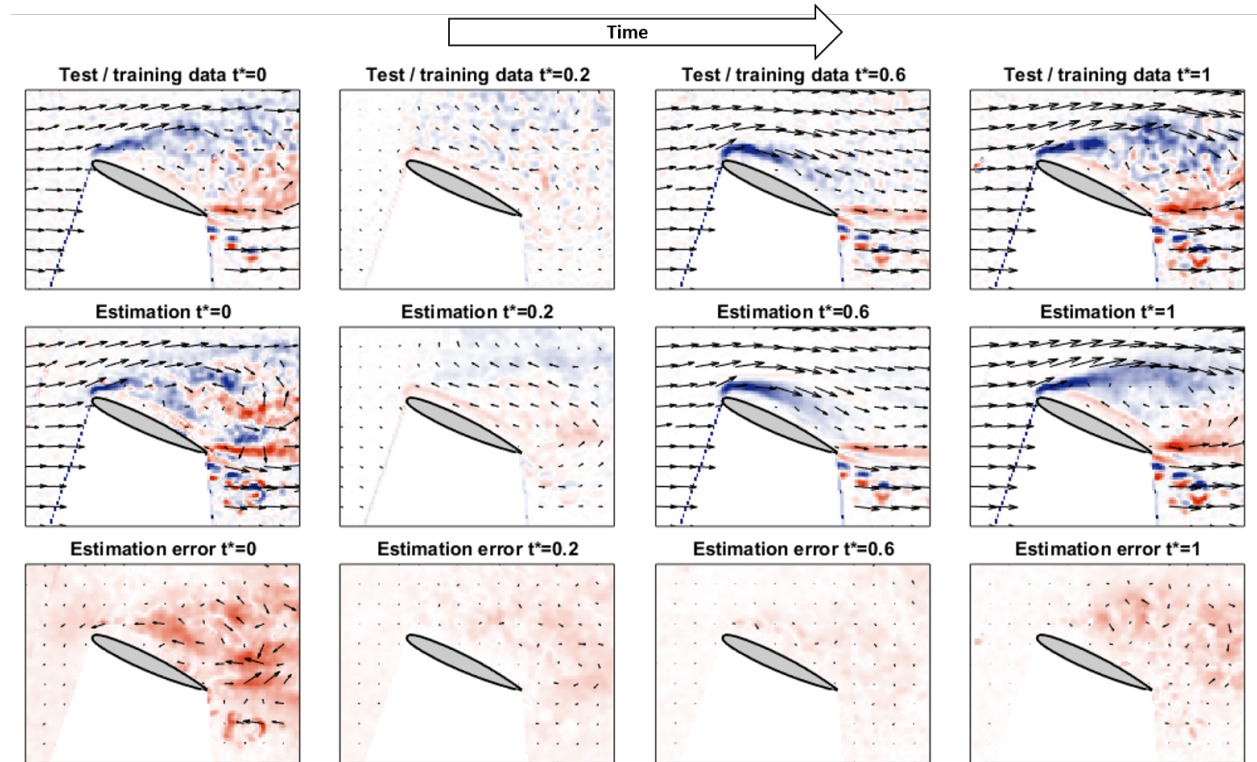 Time
Test / training data t*=0
Test / training data t*=0.2
Test / training data t*=0.6
Test / training data t*=1
Estimation t*=0
Estimation t*=0.2
Estimation t*=0.6
Estimation t*=1
Estimation error t*=0
Estimation error t*=0.2
Estimation error t*=0.6
Estimation error t*=1